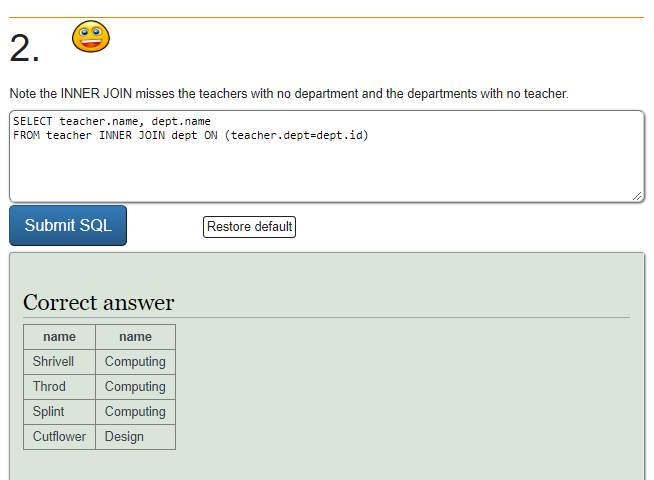 2.
Note the INNER JOIN misses the teachers with no department and the departments with no teacher.
SELECT teacher.name, dept.name
FROM teacher INNER JOIN dept ON (teacher.dept=dept.id)
Submit SQL Restore default
Correct answer
name name
Shrivell Computing
Throd Computing
Splint Computing
Cutflower Design